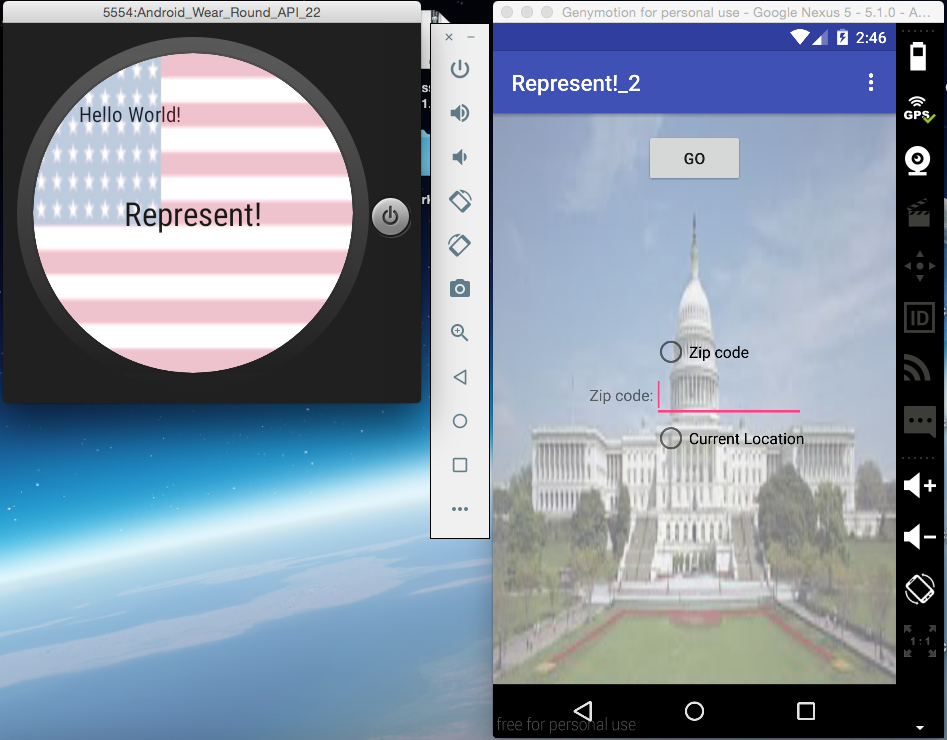 5554:Android_Wear_Round_API_22
Hello World!
Represent!
Genymotion for personal use - Google Nexus 5 - 5.1.0 - A...
2:46
Represent!_2
GO
Zip code
Zip code:
Current Location
free for personal use
GPS
ID
1:1